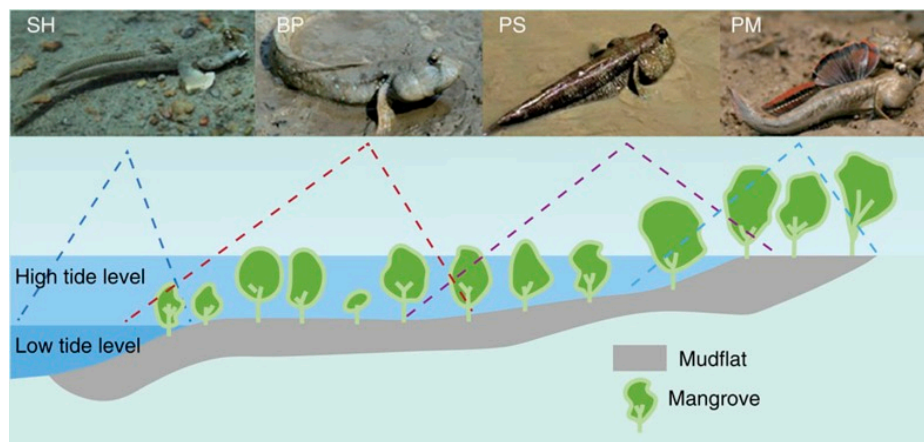 SH
BP
PS
PM
High tide level
Low tide level
Mudflat
Mangrove